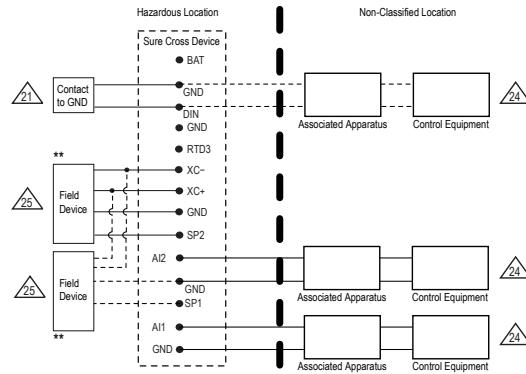 Hazardous Location
Non-Classified Location
Sure Cross Device
BAT
21
Contact
to GND
GND
DIN
GND
RTD3
Associated Apparatus
Control Equipment
24
**
25
Field
Device
XC−
XC+
GND
SP2
25
Field
Device
**
AI2
GND
SP1
Associated Apparatus
Control Equipment
24
AI1
GND
Associated Apparatus
Control Equipment
24